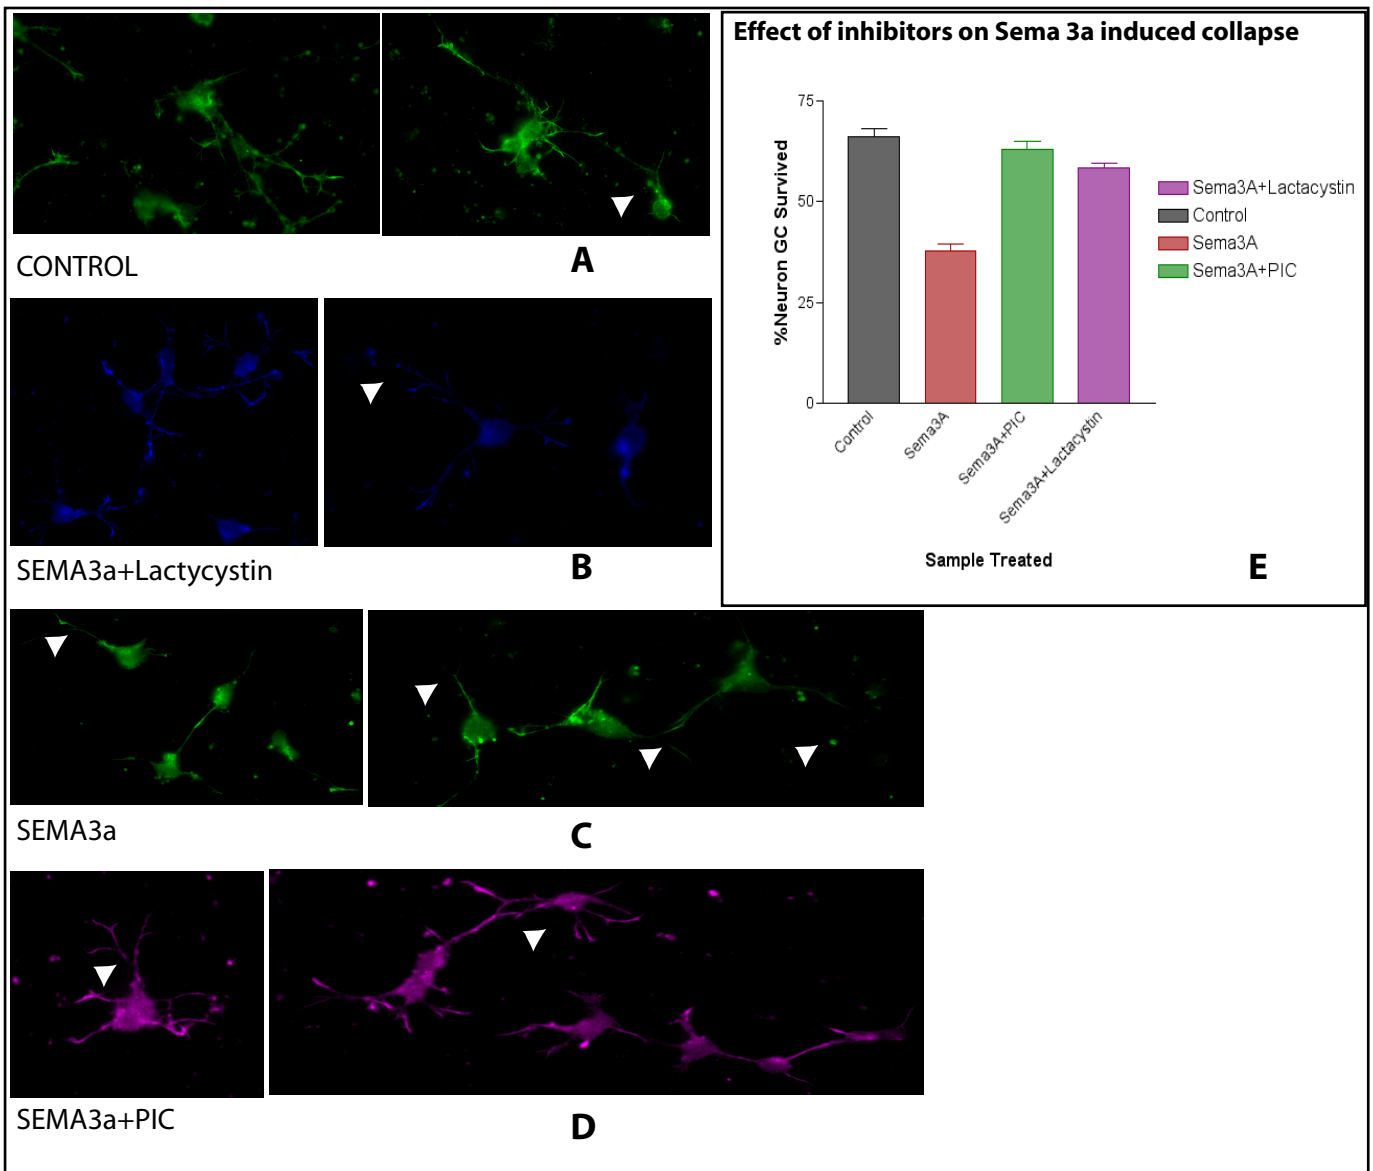 CONTROL
A
SEMA3a+Lactycystin
B
SEMA3a
C
SEMA3a+PIC
D
Effect of inhibitors on Sema 3a induced collapse
%Neuron GC Survived
75
50
25
0
Control
Sema3A
Sema3A+PIC
Sema3A+Lactacystin
Sample Treated
Sema3A+Lactacystin
Control
Sema3A
Sema3A+PIC
E